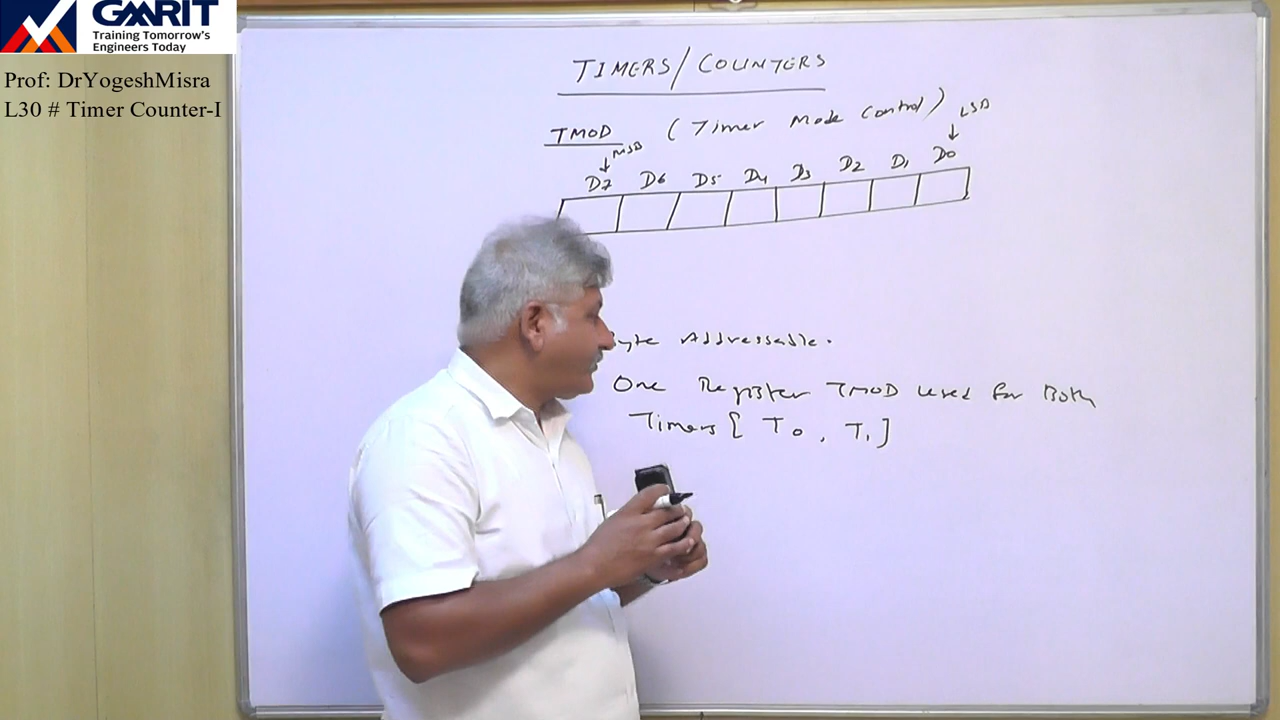 GMRIT
Training Tomorrow's
Engineers Today
Prof: DrYogeshMisra
L30 # Timer Counter-I
TIMERS/COUNTERS
TMOD (Timer Mode Control)
MSB LSB
D7 D6 D5 D4 D3 D2 D1 D0
yte Addressable.
One Register TMOD used for Both
Timers [ T0 , T1 ]